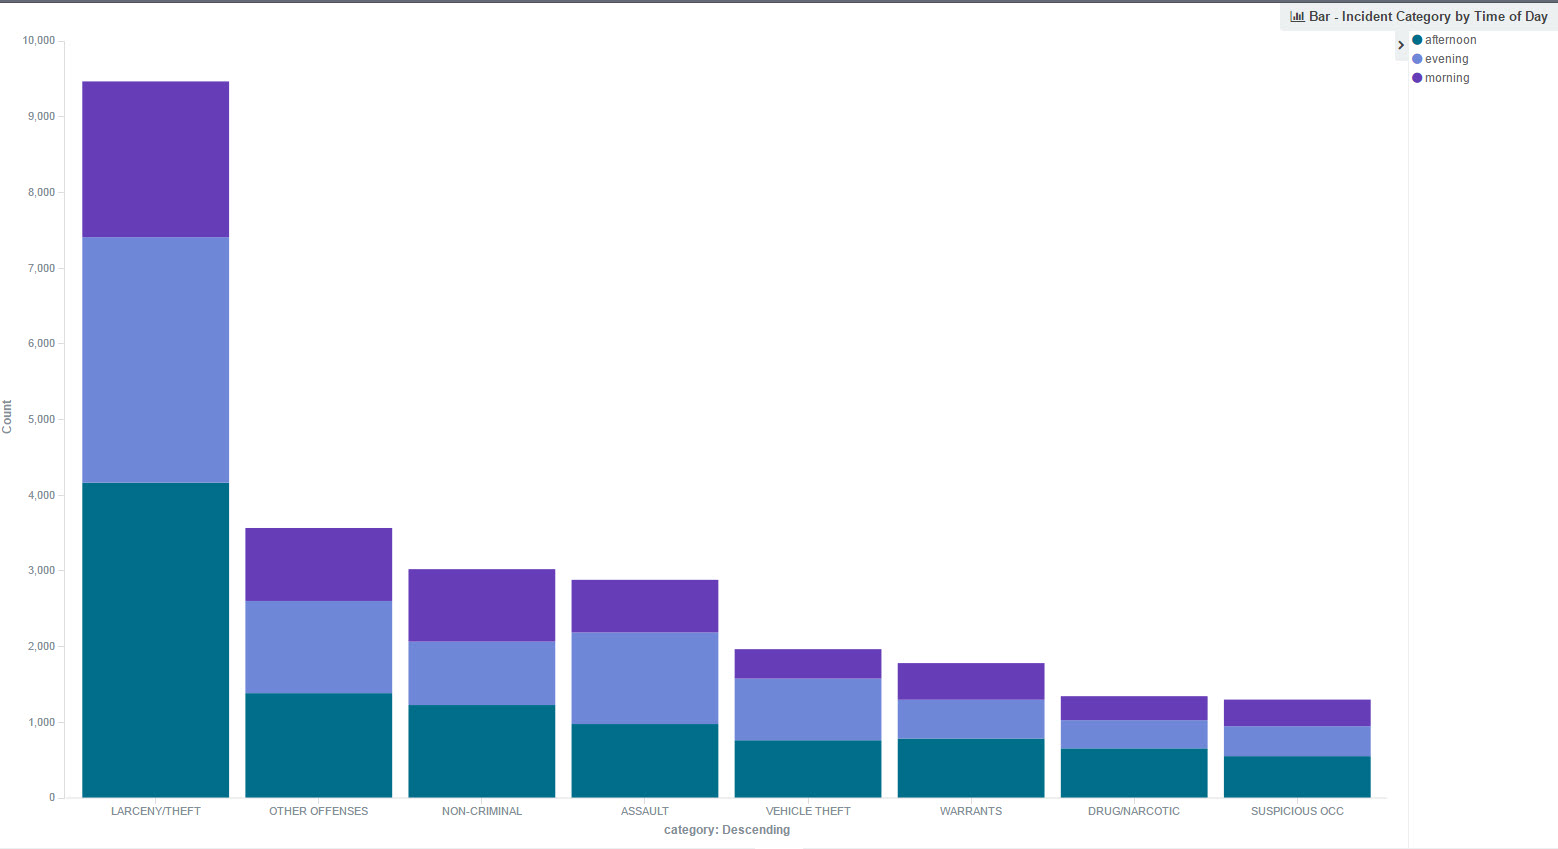 Bar - Incident Category by Time of Day
afternoon
evening
morning
10,000
9,000
8,000
7,000
6,000
5,000
4,000
3,000
2,000
1,000
0
Count
LARCENY/THEFT OTHER OFFENSES NON-CRIMINAL ASSAULT VEHICLE THEFT WARRANTS DRUG/NARCOTIC SUSPICIOUS OCC
category: Descending